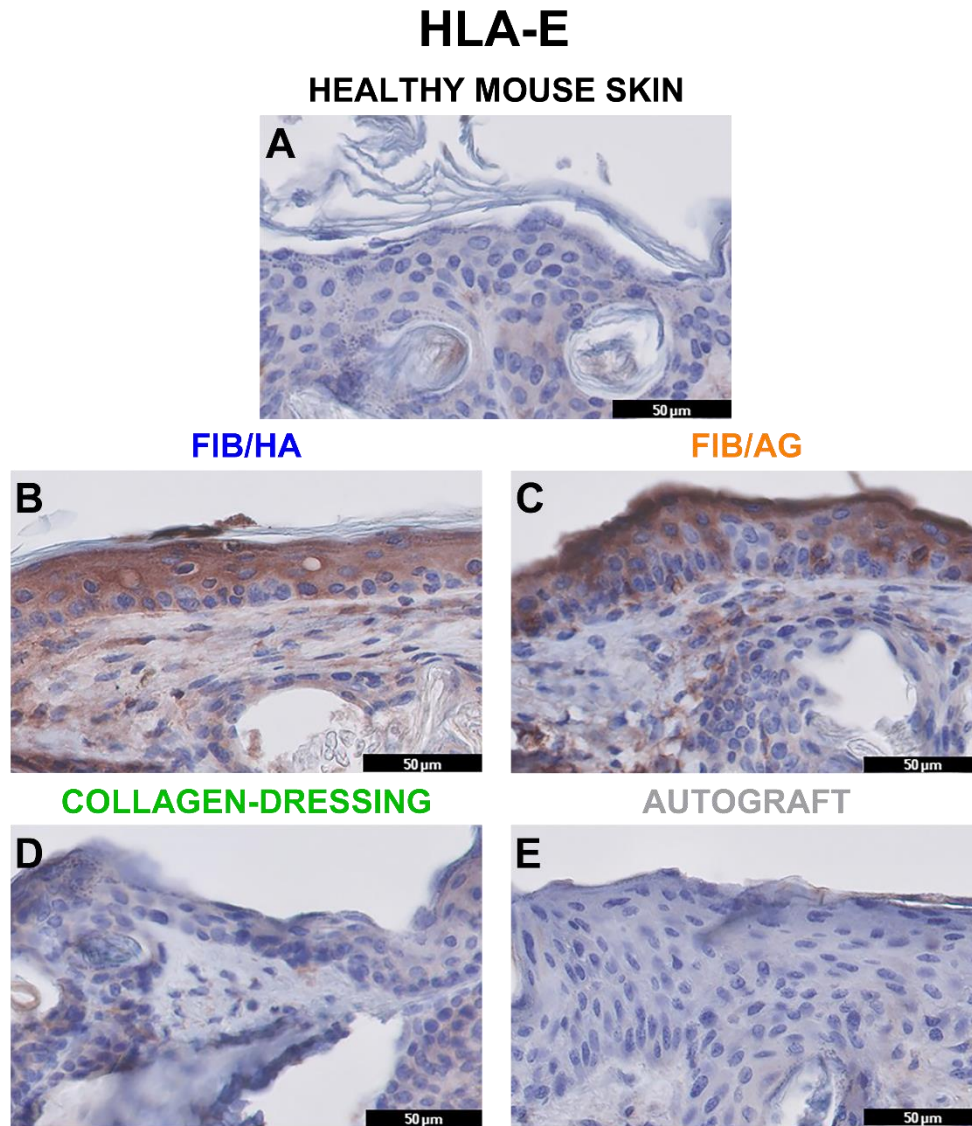 HLA-E
HEALTHY MOUSE SKIN
A
50 µm
FIB/HA
FIB/AG
B
50 µm
C
50 µm
COLLAGEN-DRESSING
AUTOGRAFT
D
50 µm
E
50 µm